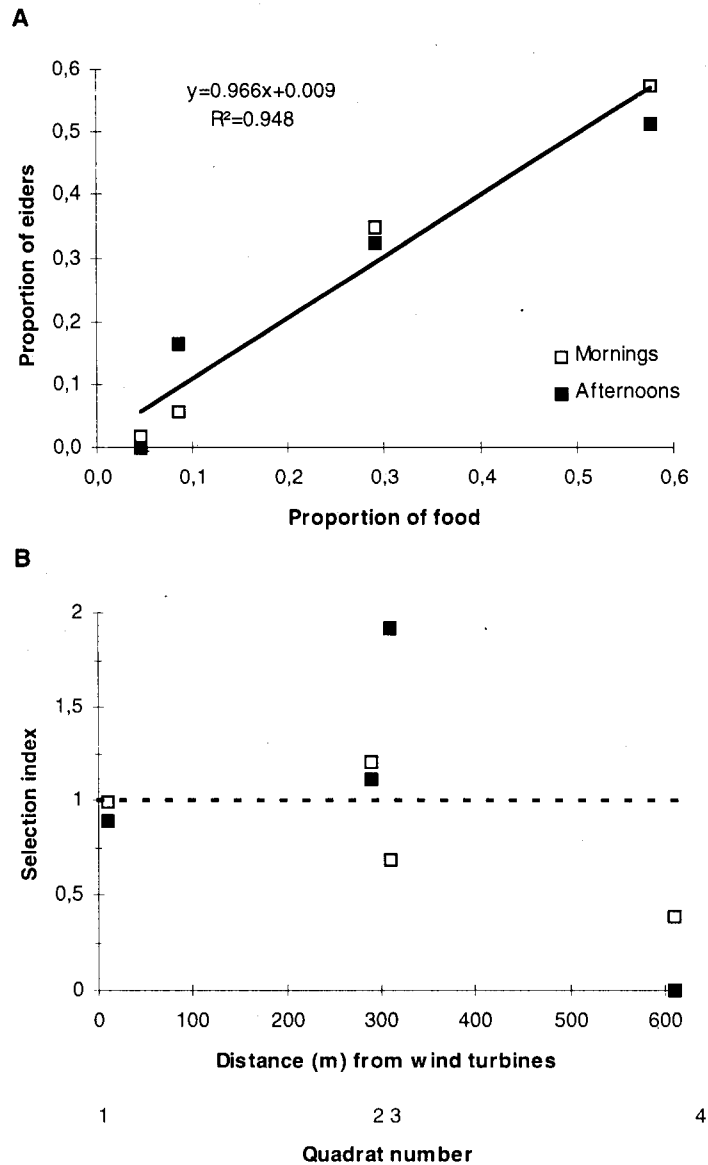 A
0,6
0,5
0,4
0,3
0,2
0,1
0,0
Proportion of eiders
y=0.966x+0.009
R²=0.948
Mornings
Afternoons
0,0 0,1 0,2 0,3 0,4 0,5 0,6
Proportion of food
B
2
1,5
1
0,5
0
Selection index
0 100 200 300 400 500 600
Distance (m) from wind turbines
1 2 3 4
Quadrat number